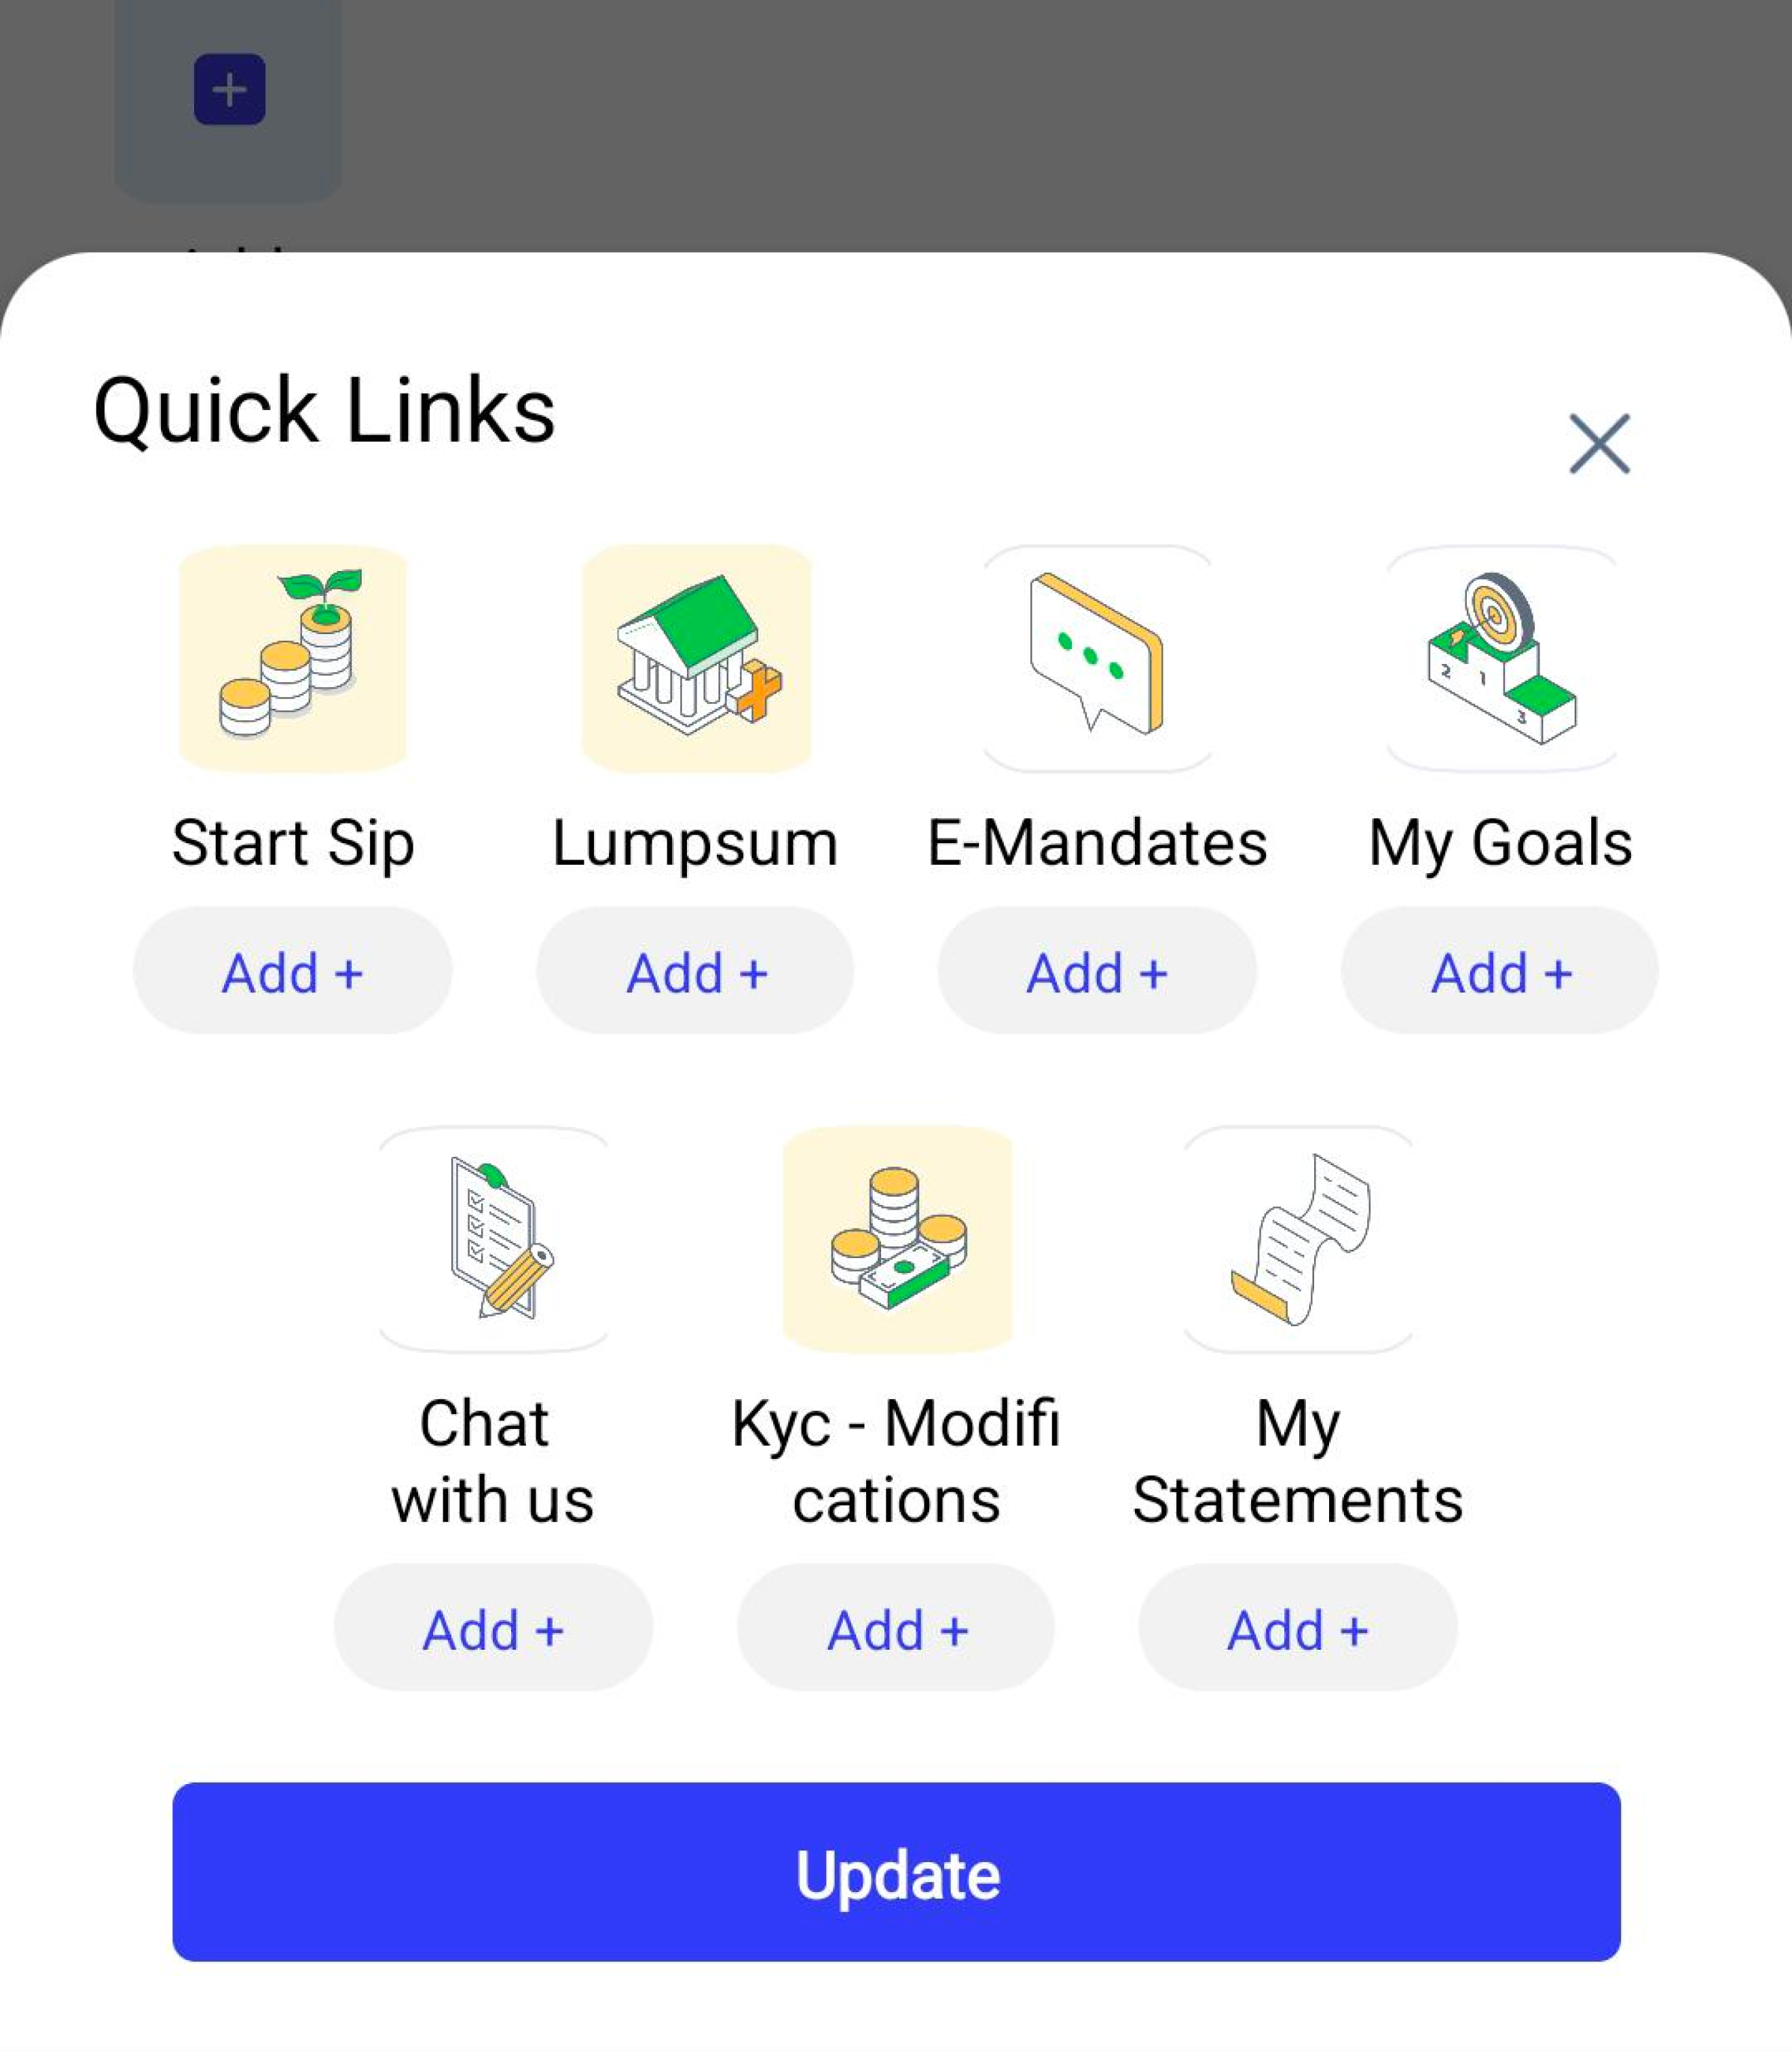 Quick Links
Start Sip
Lumpsum
E-Mandates
My Goals
Add +
Add +
Add +
Add +
Chat
with us
Kyc - Modifi
cations
My
Statements
Add +
Add +
Add +
Update